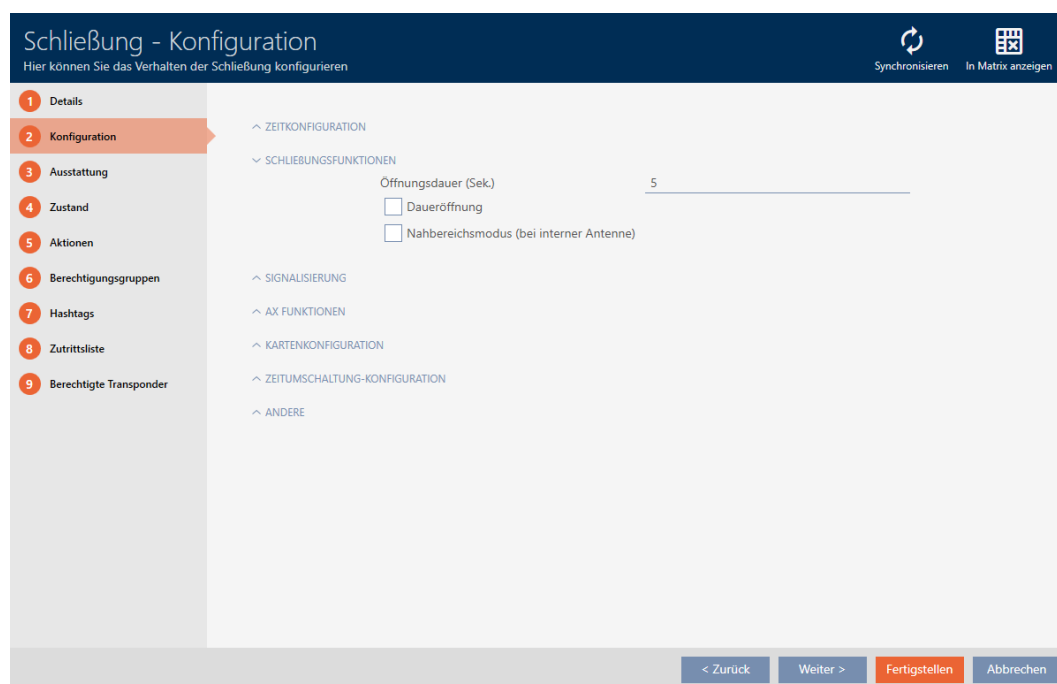 Schließung - Konfiguration
Hier können Sie das Verhalten der Schließung konfigurieren
Synchronisieren
In Matrix anzeigen
1 Details
2 Konfiguration
3 Ausstattung
4 Zustand
5 Aktionen
6 Berechtigungsgruppen
7 Hashtags
8 Zutrittsliste
9 Berechtigte Transponder
ZEITKONFIGURATION
SCHLIEßUNGSFUNKTIONEN
Öffnungsdauer (Sek.) 5
Daueröffnung
Nahbereichsmodus (bei interner Antenne)
SIGNALISIERUNG
AX FUNKTIONEN
KARTENKONFIGURATION
ZEITUMSCHALTUNG-KONFIGURATION
ANDERE
< Zurück
Weiter >
Fertigstellen
Abbrechen